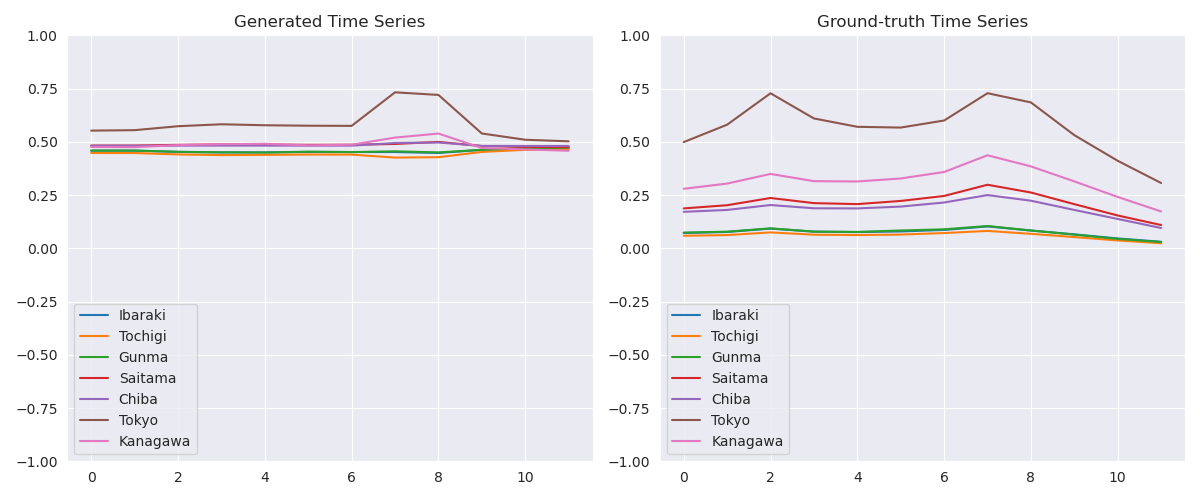 Generated Time Series
1.00
0.75
0.50
0.25
0.00
−0.25
−0.50
−0.75
−1.00
Ibaraki
Tochigi
Gunma
Saitama
Chiba
Tokyo
Kanagawa
0 2 4 6 8 10
Ground-truth Time Series
1.00
0.75
0.50
0.25
0.00
−0.25
−0.50
−0.75
−1.00
Ibaraki
Tochigi
Gunma
Saitama
Chiba
Tokyo
Kanagawa
0 2 4 6 8 10